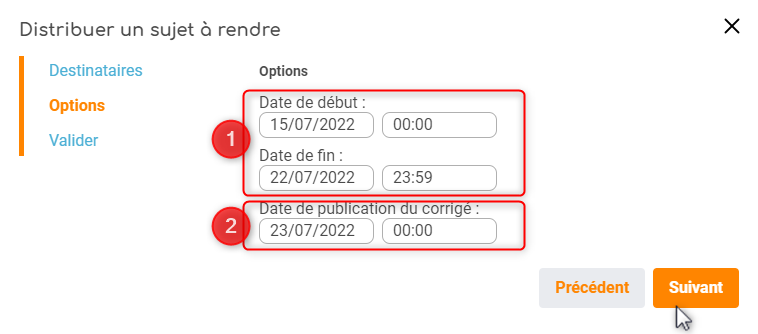 Distribuer un sujet à rendre
Destinataires
Options
Valider
Options
1
Date de début :
15/07/2022 00:00
Date de fin :
22/07/2022 23:59
2
Date de publication du corrigé :
23/07/2022 00:00
Précédent Suivant